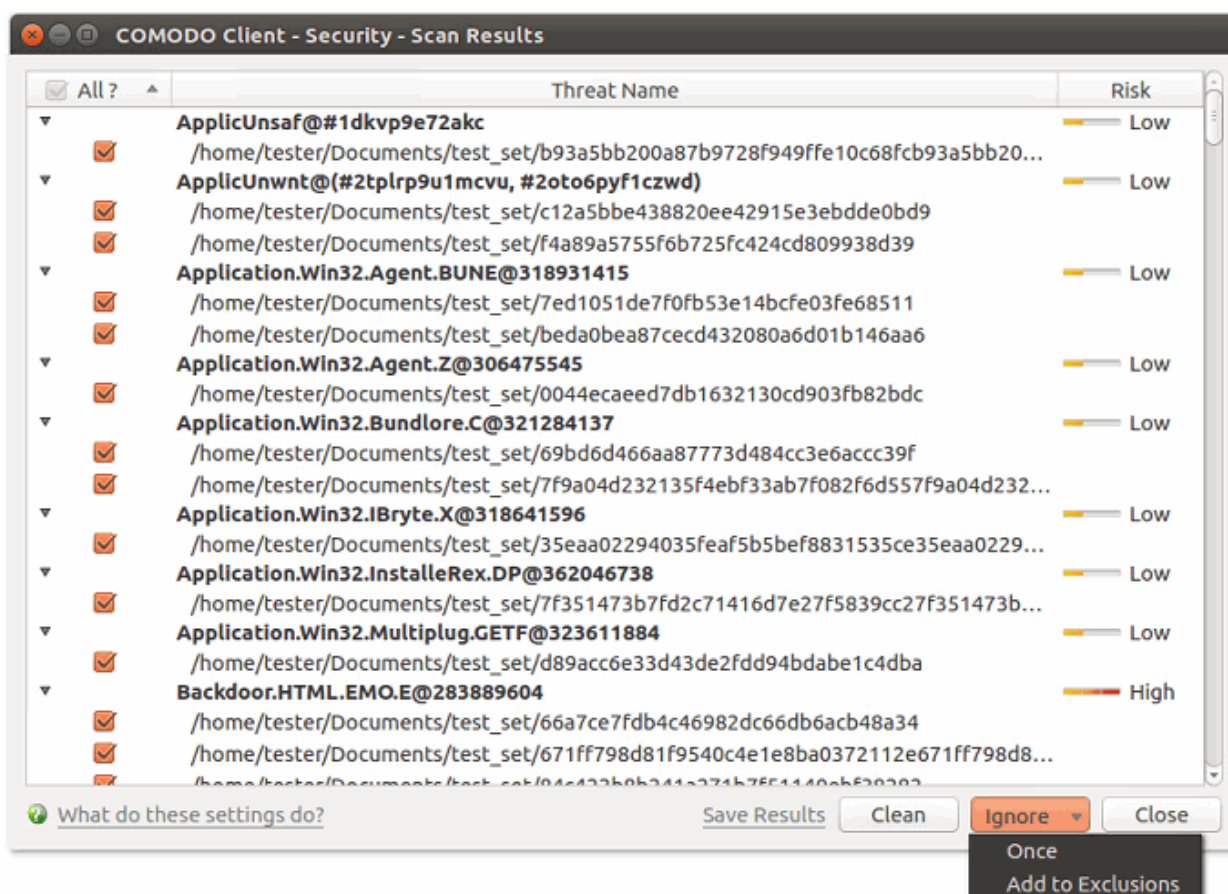 COMODO Client - Security - Scan Results
All ? Threat Name Risk
ApplicUnsaf@#1dkvp9e72akc Low
/home/tester/Documents/test_set/b93a5bb200a87b9728f949ffe10c68fcb93a5bb20...
ApplicUnwnt@(#2tplrp9u1mcvu, #2oto6pyf1czwd) Low
/home/tester/Documents/test_set/c12a5bbe438820ee42915e3ebdde0bd9
/home/tester/Documents/test_set/f4a89a5755f6b725fc424cd809938d39
Application.Win32.Agent.BUNE@318931415 Low
/home/tester/Documents/test_set/7ed1051de7f0fb53e14bcfe03fe68511
/home/tester/Documents/test_set/beda0bea87cecd432080a6d01b146aa6
Application.Win32.Agent.Z@306475545 Low
/home/tester/Documents/test_set/0044ecaeed7db1632130cd903fb82bdc
Application.Win32.Bundlore.C@321284137 Low
/home/tester/Documents/test_set/69bd6d466aa87773d484cc3e6accc39f
/home/tester/Documents/test_set/7f9a04d232135f4ebf33ab7f082f6d557f9a04d232...
Application.Win32.IBryte.X@318641596 Low
/home/tester/Documents/test_set/35eaa02294035feaf5b5bef8831535ce35eaa0229...
Application.Win32.InstalleRex.DP@362046738 Low
/home/tester/Documents/test_set/7f351473b7fd2c71416d7e27f5839cc27f351473b...
Application.Win32.Multiplug.GETF@323611884 Low
/home/tester/Documents/test_set/d89acc6e33d43de2fdd94bdabe1c4dba
Backdoor.HTML.EMO.E@283889604 High
/home/tester/Documents/test_set/66a7ce7fdb4c46982dc66db6acb48a34
/home/tester/Documents/test_set/671ff798d81f9540c4e1e8ba0372112e671ff798d8...
What do these settings do? Save Results Clean Ignore Close
Once
Add to Exclusions